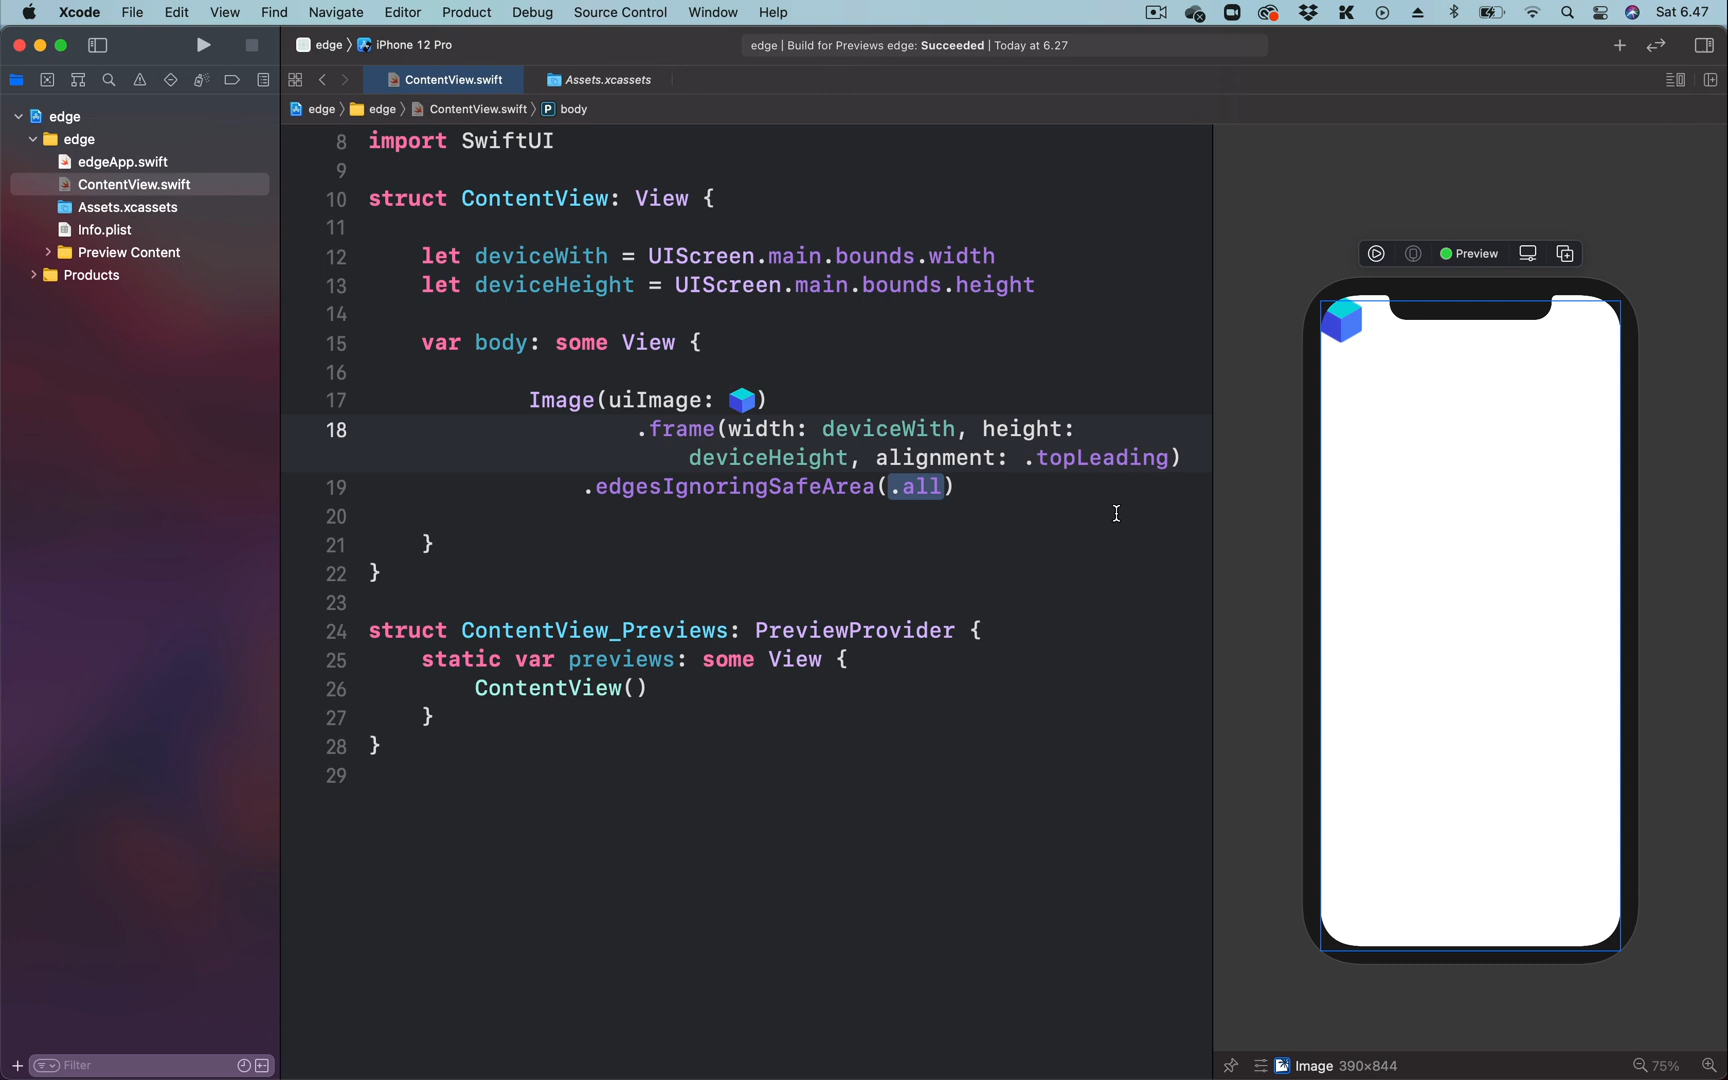 Xcode File Edit View Find Navigate Editor Product Debug Source Control Window Help Sat 6.47
edge iPhone 12 Pro edge | Build for Previews edge: Succeeded | Today at 6.27
ContentView.swift Assets.xcassets
edge edge ContentView.swift P body
edge
edge
edgeApp.swift
ContentView.swift
Assets.xcassets
Info.plist
Preview Content
Products
8 import SwiftUI
9
10 struct ContentView: View {
11
12 let deviceWith = UIScreen.main.bounds.width
13 let deviceHeight = UIScreen.main.bounds.height
14
15 var body: some View {
16
17 Image(uiImage: )
18 .frame(width: deviceWith, height:
deviceHeight, alignment: .topLeading)
19 .edgesIgnoringSafeArea(.all)
20
21 }
22 }
23
24 struct ContentView_Previews: PreviewProvider {
25 static var previews: some View {
26 ContentView()
27 }
28 }
29
Preview
Filter
Image 390×844 75%